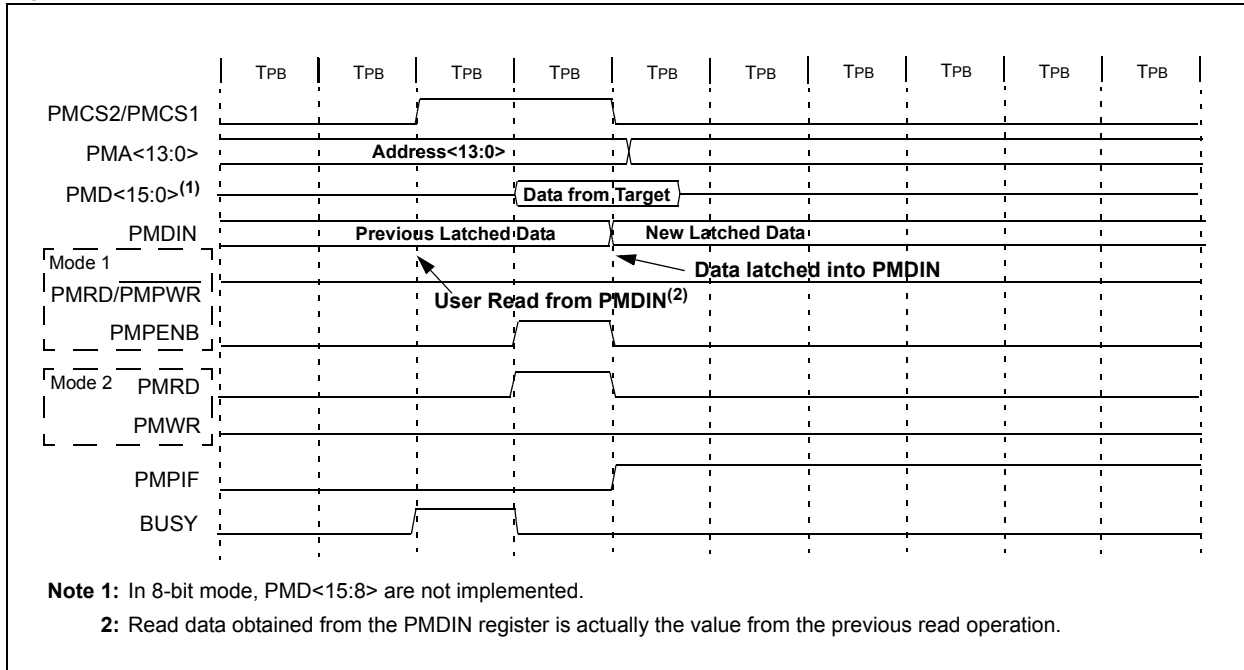 TPB TPB TPB TPB TPB TPB TPB TPB TPB TPB
PMCS2/PMCS1
PMA<13:0> Address<13:0>
PMD<15:0>(1) Data from Target
PMDIN Previous Latched Data New Latched Data
Mode 1
Data latched into PMDIN
PMRD/PMPWR
User Read from PMDIN(2)
PMPENB
Mode 2 PMRD
PMWR
PMPIF
BUSY
Note 1: In 8-bit mode, PMD<15:8> are not implemented.
2: Read data obtained from the PMDIN register is actually the value from the previous read operation.